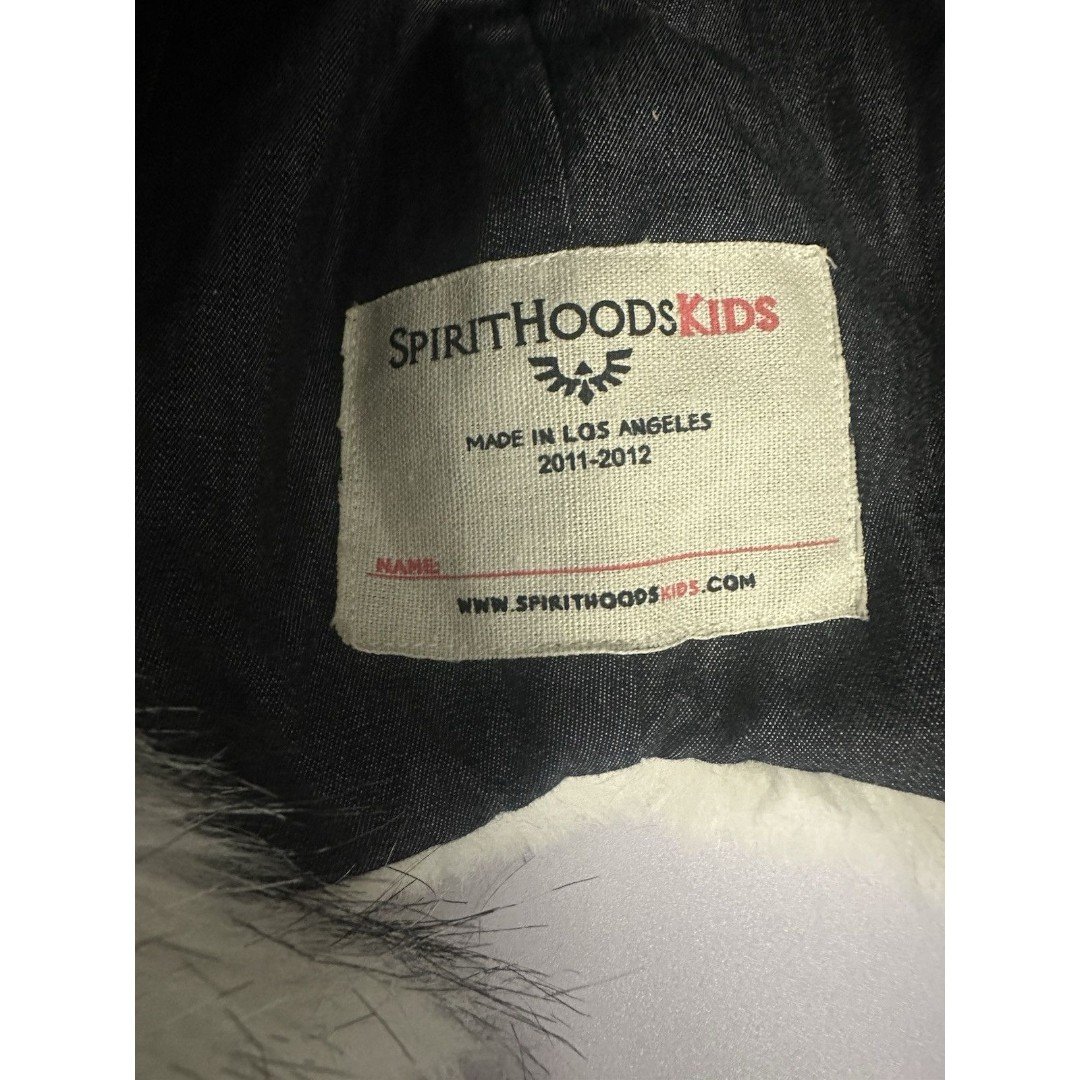 SPIRITHOODSKIDS
MADE IN LOS ANGELES
2011-2012
NAME:
WWW.SPIRITHOODSKIDS.COM